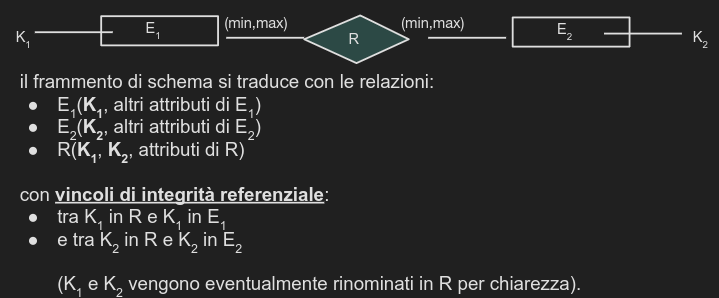 K₁ E₁ (min,max) R (min,max) E₂ K₂
il frammento di schema si traduce con le relazioni:
● E₁(K₁, altri attributi di E₁)
● E₂(K₂, altri attributi di E₂)
● R(K₁, K₂, attributi di R)
con vincoli di integrità referenziale:
● tra K₁ in R e K₁ in E₁
● e tra K₂ in R e K₂ in E₂
(K₁ e K₂ vengono eventualmente rinominati in R per chiarezza).